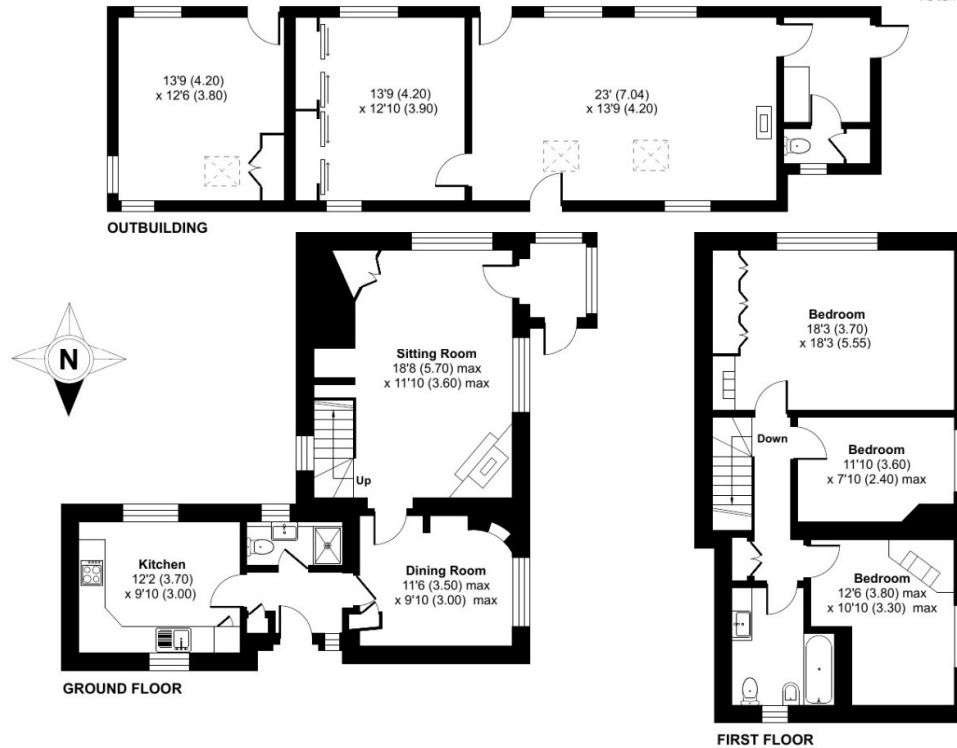 13'9 (4.20)
x 12'6 (3.80)
13'9 (4.20)
x 12'10 (3.90)
23' (7.04)
x 13'9 (4.20)
OUTBUILDING
N
Sitting Room
18'8 (5.70) max
x 11'10 (3.60) max
Up
Kitchen
12'2 (3.70)
x 9'10 (3.00)
Dining Room
11'6 (3.50) max
x 9'10 (3.00) max
GROUND FLOOR
Bedroom
18'3 (3.70)
x 18'3 (5.55)
Down
Bedroom
11'10 (3.60)
x 7'10 (2.40) max
Bedroom
12'6 (3.80) max
x 10'10 (3.30) max
FIRST FLOOR